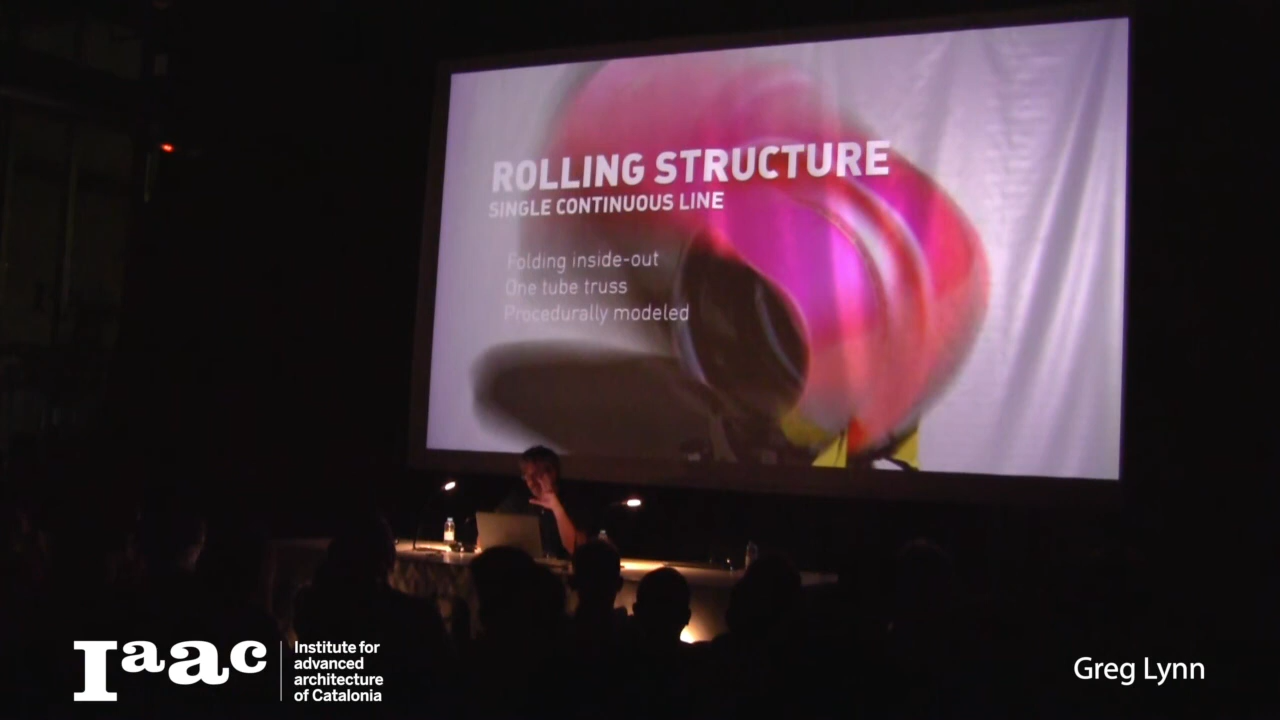 ROLLING STRUCTURE
SINGLE CONTINUOUS LINE
Folding inside-out
One tube truss
Procedurally modeled
Iaac
Institute for
advanced
architecture
of Catalonia
Greg Lynn